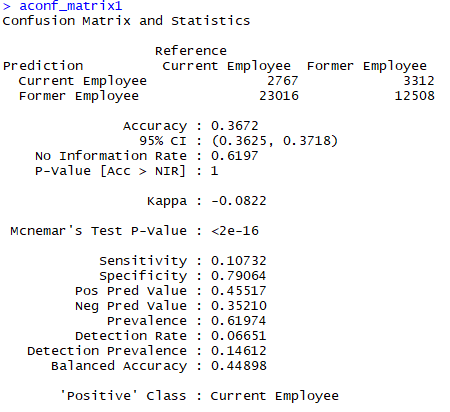 > aconf_matrix1
Confusion Matrix and Statistics
Reference
Prediction Current Employee Former Employee
Current Employee 2767 3312
Former Employee 23016 12508
Accuracy : 0.3672
95% CI : (0.3625, 0.3718)
No Information Rate : 0.6197
P-Value [Acc > NIR] : 1
Kappa : -0.0822
Mcnemar's Test P-Value : <2e-16
Sensitivity : 0.10732
Specificity : 0.79064
Pos Pred Value : 0.45517
Neg Pred Value : 0.35210
Prevalence : 0.61974
Detection Rate : 0.06651
Detection Prevalence : 0.14612
Balanced Accuracy : 0.44898
'Positive' Class : Current Employee